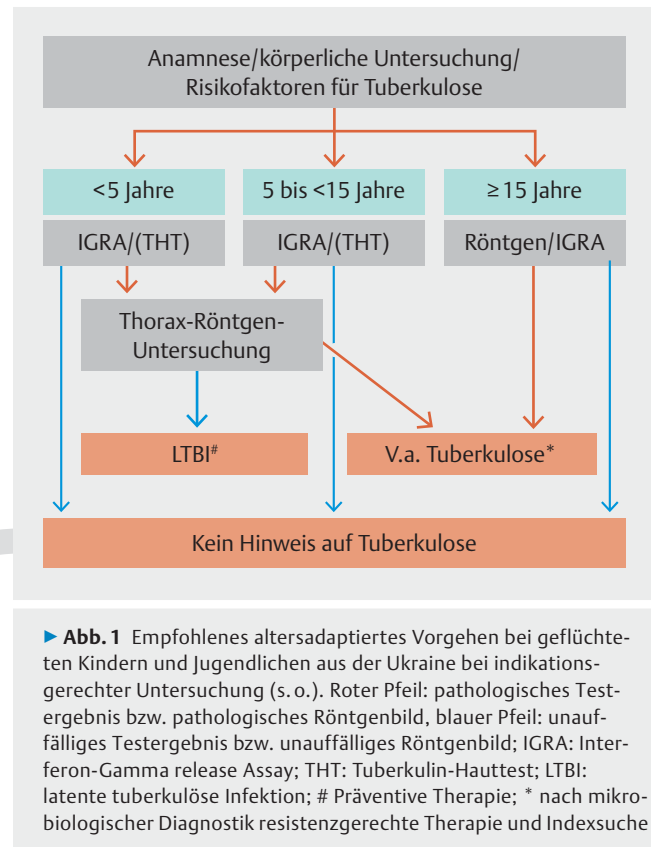 Anamnese/körperliche Untersuchung/
Risikofaktoren für Tuberkulose
<5 Jahre
5 bis <15 Jahre
≥15 Jahre
IGRA/(THT)
IGRA/(THT)
Röntgen/IGRA
Thorax-Röntgen-
Untersuchung
LTBI#
V.a. Tuberkulose*
Kein Hinweis auf Tuberkulose
▶ Abb. 1 Empfohlenes altersadaptiertes Vorgehen bei geflüchte-
teten Kindern und Jugendlichen aus der Ukraine bei indikations-
gerechter Untersuchung (s. o.). Roter Pfeil: pathologisches Test-
ergebnis bzw. pathologisches Röntgenbild, blauer Pfeil: unauf-
fälliges Testergebnis bzw. unauffälliges Röntgenbild; IGRA: Inter-
feron-Gamma release Assay; THT: Tuberkulin-Hauttest; LTBI:
latente tuberkulöse Infektion; # Präventive Therapie; * nach mikro-
biologischer Diagnostik resistenzgerechte Therapie und Indexsuche